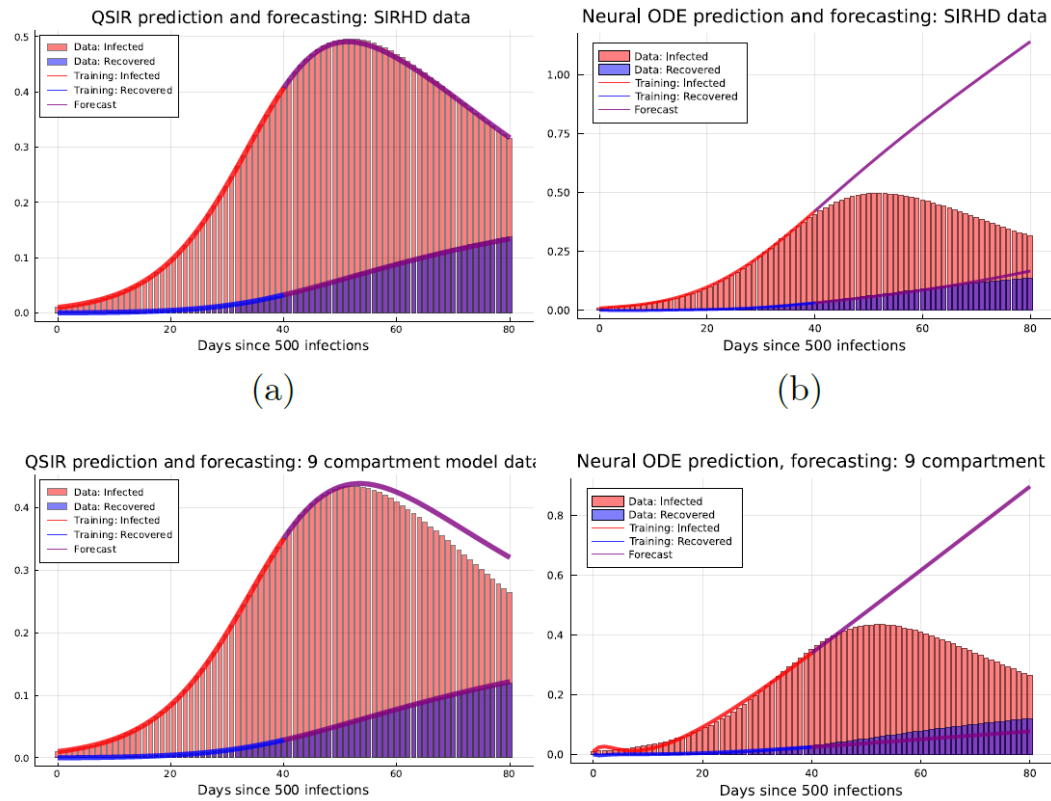 QSIR prediction and forecasting: SIRHD data
0.5
0.4
0.3
0.2
0.1
0.0
Data: Infected
Data: Recovered
Training: Infected
Training: Recovered
Forecast
0
20
40
60
80
Days since 500 infections
(a)
Neural ODE prediction and forecasting: SIRHD data
1.00
0.75
0.50
0.25
0.00
Data: Infected
Data: Recovered
Training: Infected
Training: Recovered
Forecast
0
20
40
60
80
Days since 500 infections
(b)
QSIR prediction and forecasting: 9 compartment model data
0.4
0.3
0.2
0.1
0.0
Data: Infected
Data: Recovered
Training: Infected
Training: Recovered
Forecast
0
20
40
60
80
Days since 500 infections
Neural ODE prediction, forecasting: 9 compartment
0.8
0.6
0.4
0.2
0.0
Data: Infected
Data: Recovered
Training: Infected
Training: Recovered
Forecast
0
20
40
60
80
Days since 500 infections